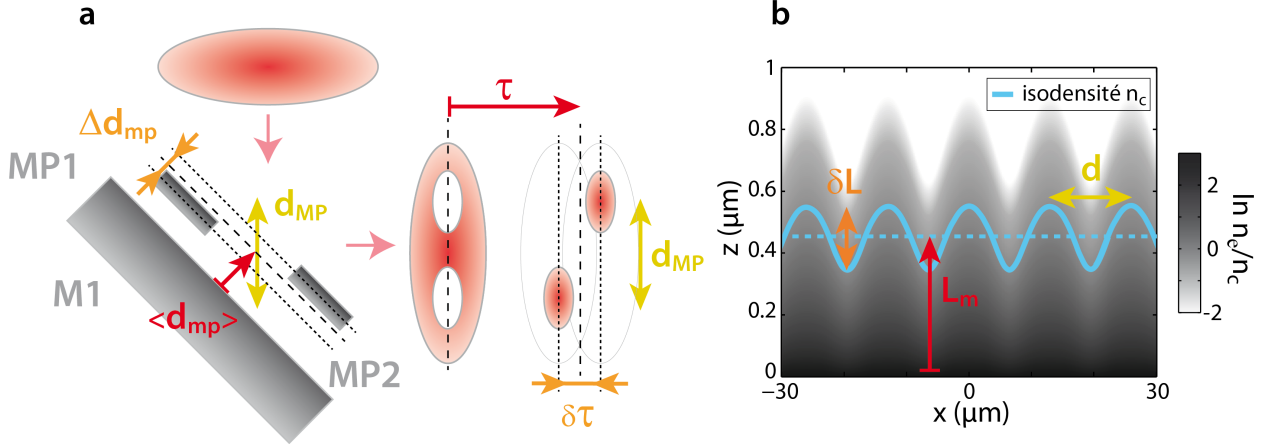 a
Δd_mp
MP1
M1
<d_mp>
d_MP
MP2
τ
d_MP
δτ
b
isodensité n_c
δL
d
L_m
z (μm)
1
0.8
0.6
0.4
0.2
0
−30
−20
−10
0
10
20
30
x (μm)
2
0
-2
ln n_e/n_c